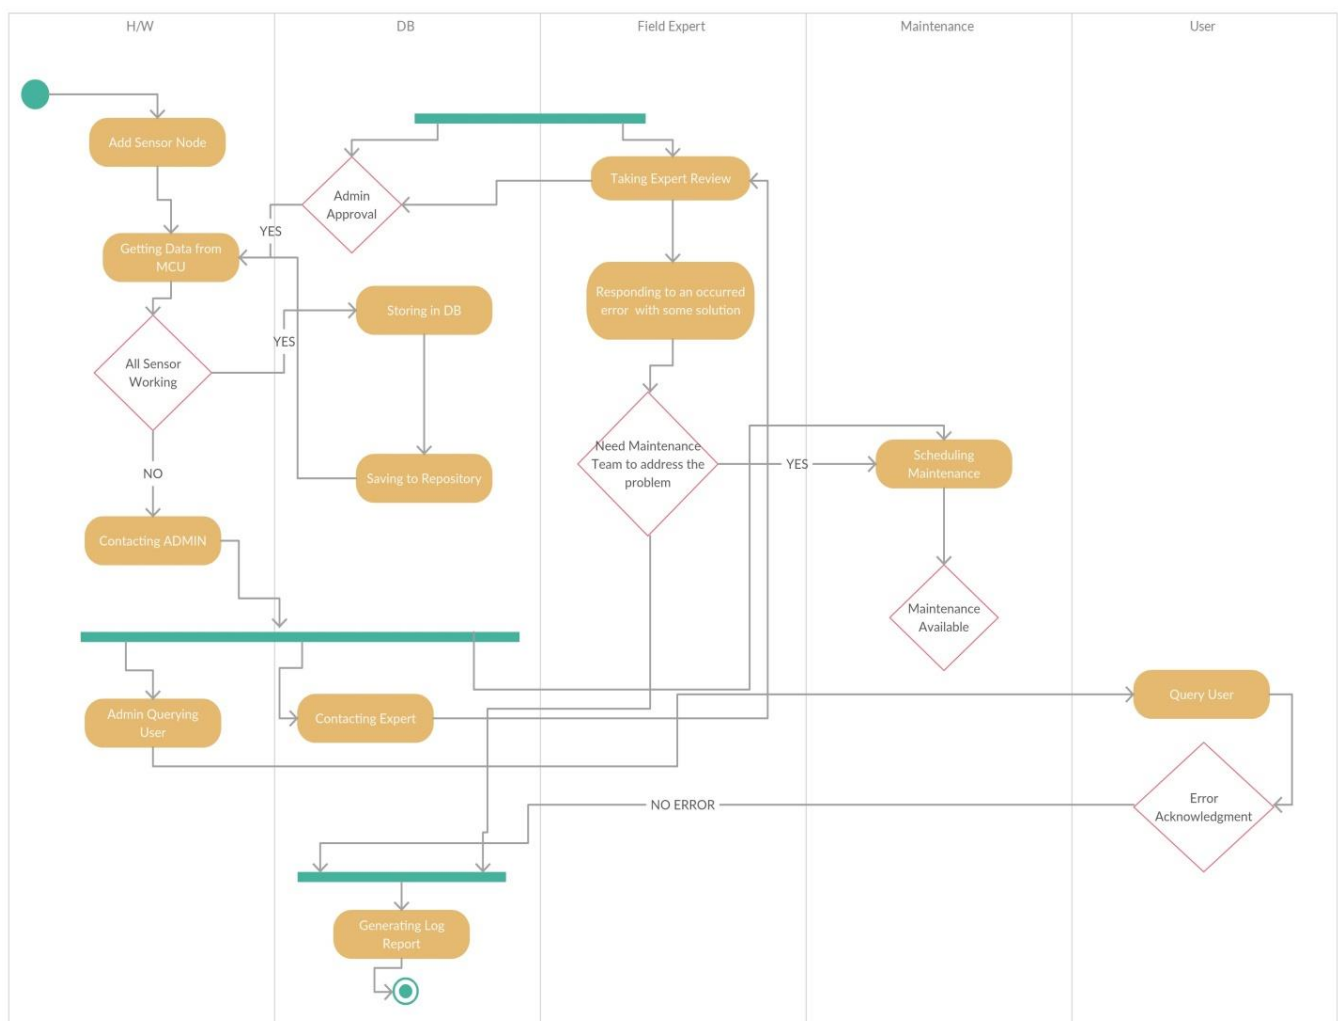 H/W
DB
Field Expert
Maintenance
User
Add Sensor Node
Taking Expert Review
Admin
Approval
YES
Getting Data from
MCU
Responding to an occurred
error with some solution
Storing in DB
YES
All Sensor
Working
Need Maintenance
Team to address the
problem
YES
Scheduling
Maintenance
NO
Saving to Repository
Contacting ADMIN
Maintenance
Available
Query User
Admin Querying
User
Contacting Expert
NO ERROR
Error
Acknowledgment
Generating Log
Report